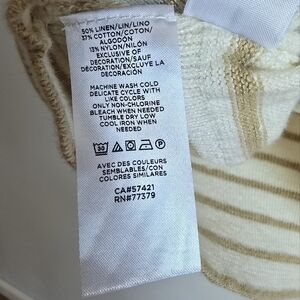 50% LINEN/LIN/LINO
37% COTTON/COTON/
ALGODÓN
13% NYLON/NILÓN
EXCLUSIVE OF
DECORATION/SAUF
DÉCORATION/EXCLUYE LA
DECORACIÓN
MACHINE WASH COLD
DELICATE CYCLE WITH
LIKE COLORS
ONLY NON-CHLORINE
BLEACH WHEN NEEDED
TUMBLE DRY LOW
COOL IRON WHEN
NEEDED
30
AVEC DES COULEURS
SEMBLABLES/CON
COLORES SIMILARES
CA#57421
RN#77379